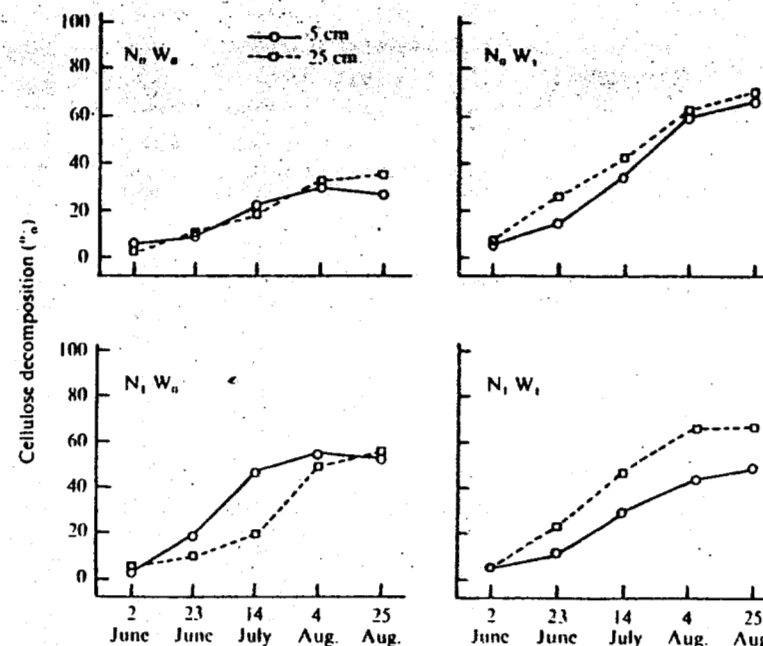 100
80
60
40
20
0
N₀ W₀
5 cm
25 cm
N₀ W₁
Cellulose decomposition (%)
100
80
60
40
20
0
N₁ W₀
N₁ W₁
2 23 14 4 25 2 23 14 4 25
June June July Aug. Aug. June June July Aug. Aug